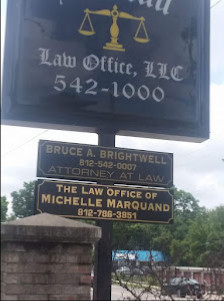 Law Office, LLC
542-1000
BRUCE A. BRIGHTWELL
812-542-0007
ATTORNEY AT LAW
THE LAW OFFICE OF
MICHELLE MARQUAND
812-786-3851